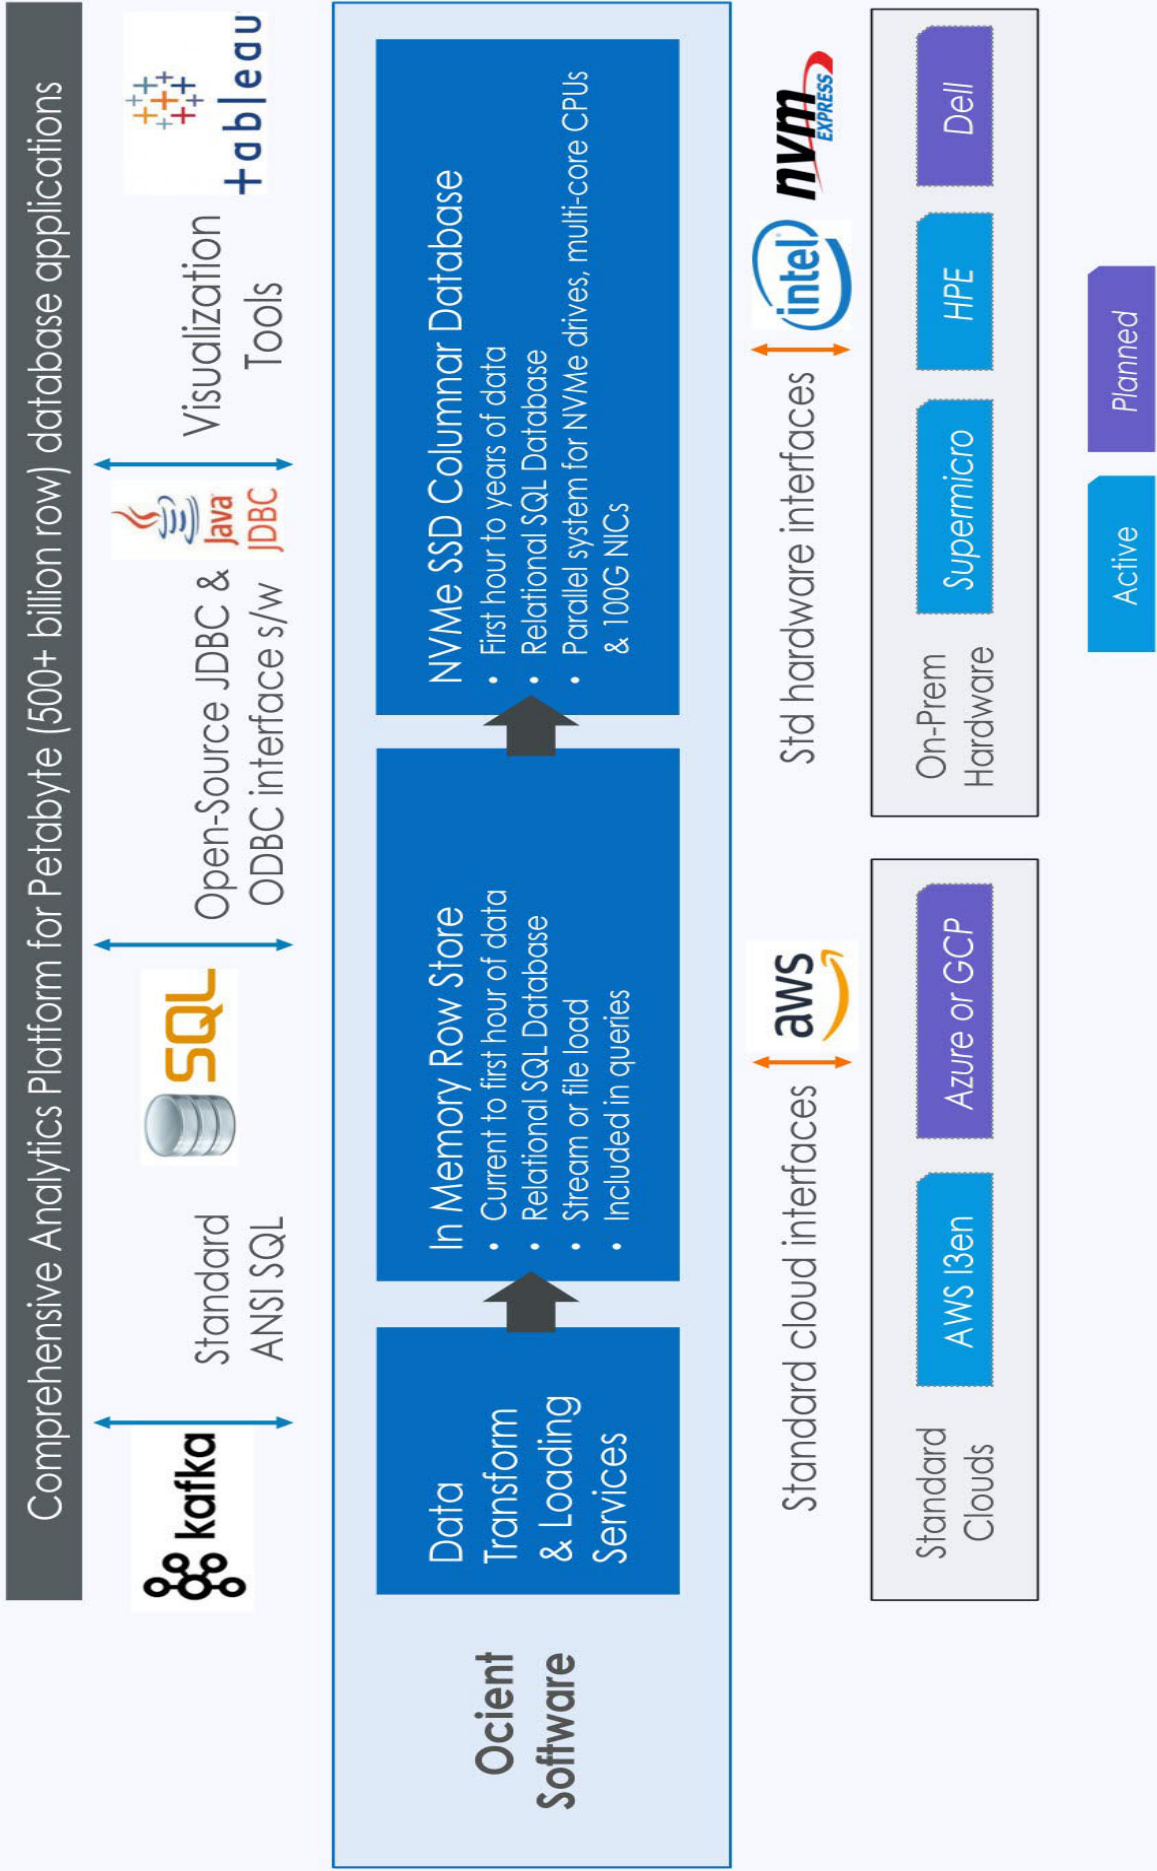 Comprehensive Analytics Platform for Petabyte (500+ billion row) database applications
kafka
Standard
ANSI SQL
SQL
Open-Source JDBC &
ODBC interface s/w
Java
JDBC
Visualization
Tools
+ableau
Ocient
Software
Data
Transform
& Loading
Services
In Memory Row Store
• Current to first hour of data
• Relational SQL Database
• Stream or file load
• Included in queries
NVMe SSD Columnar Database
• First hour to years of data
• Relational SQL Database
• Parallel system for NVMe drives, multi-core CPUs
& 100G NICs
Standard cloud interfaces
aws
Std hardware interfaces
intel
nvm
EXPRESS
Standard
Clouds
AWS I3en
Azure or GCP
On-Prem
Hardware
Supermicro
HPE
Dell
Active
Planned